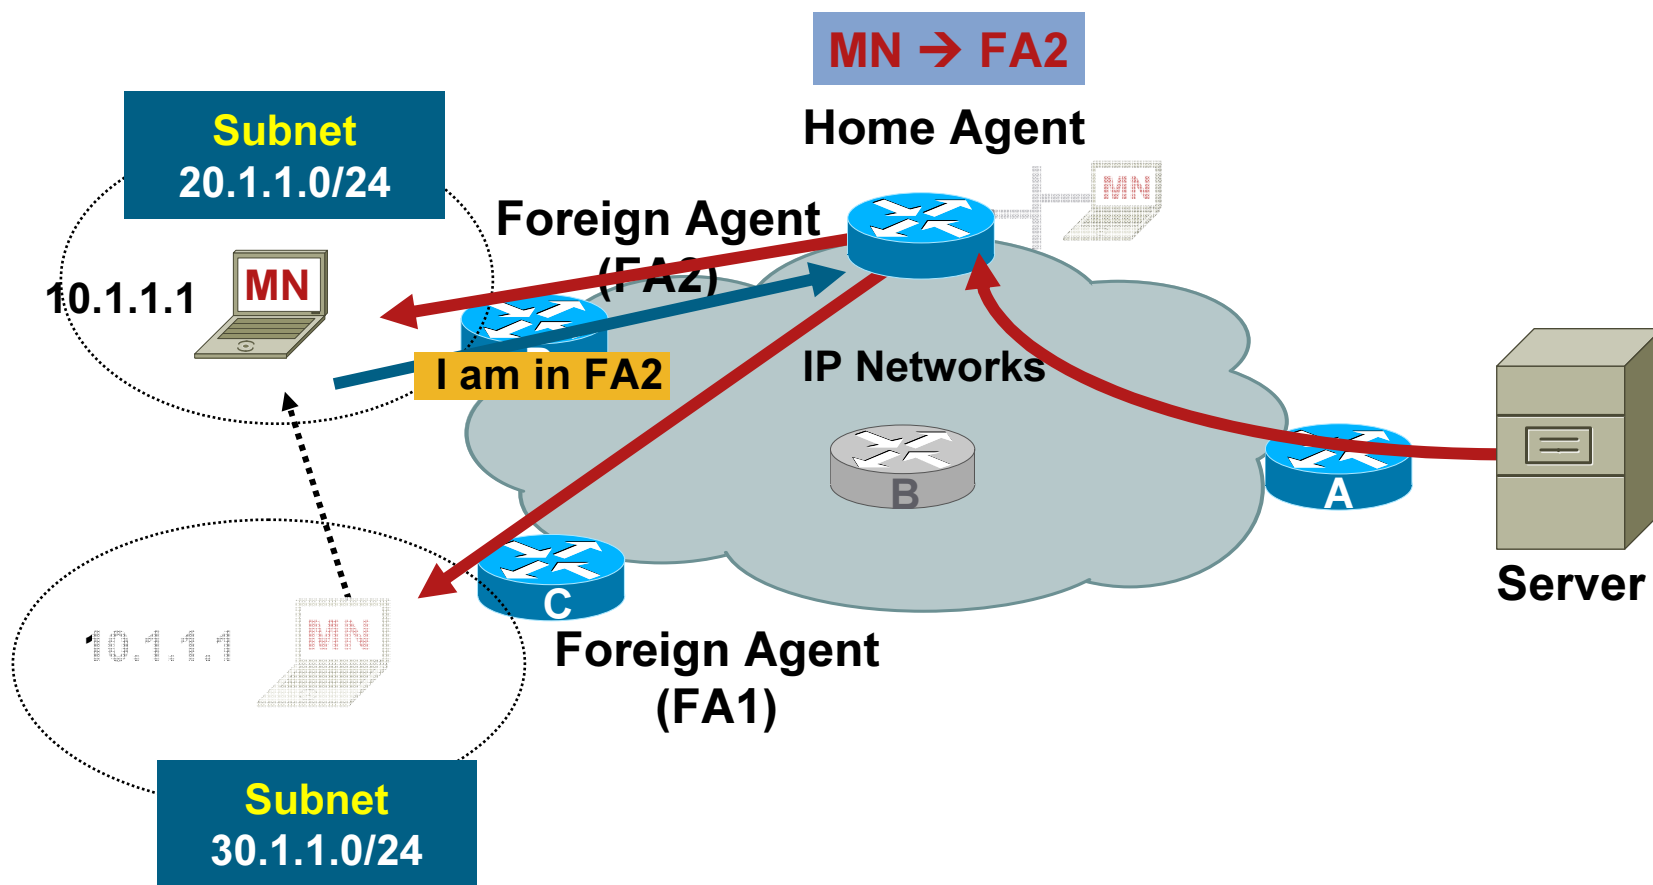 MN → FA2
Home Agent
Subnet
20.1.1.0/24
MN
Foreign Agent
(FA2)
10.1.1.1
MN
I am in FA2
IP Networks
B
A
Server
C
Foreign Agent
(FA1)
10.1.1.1
MN
Subnet
30.1.1.0/24